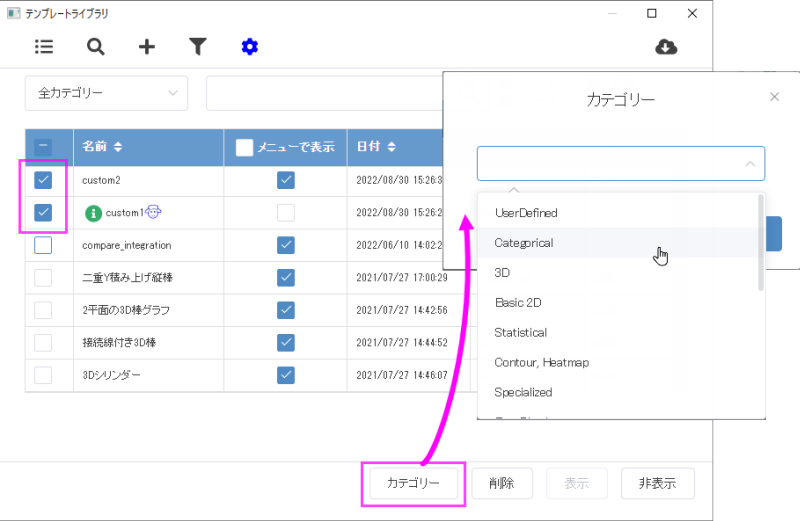 テンプレートライブラリ
全カテゴリー
カテゴリー
名前
メニューで表示
日付
custom2
2022/08/30 15:26:3
custom1
2022/08/30 15:26:2
compare_integration
2022/06/10 14:02:2
二重Y積み上げ縦棒
2021/07/27 17:00:29
2平面の3D棒グラフ
2021/07/27 14:42:56
接続線付き3D棒
2021/07/27 14:44:52
3Dシリンダー
2021/07/27 14:46:07
UserDefined
Categorical
3D
Basic 2D
Statistical
Contour, Heatmap
Specialized
カテゴリー
削除
表示
非表示